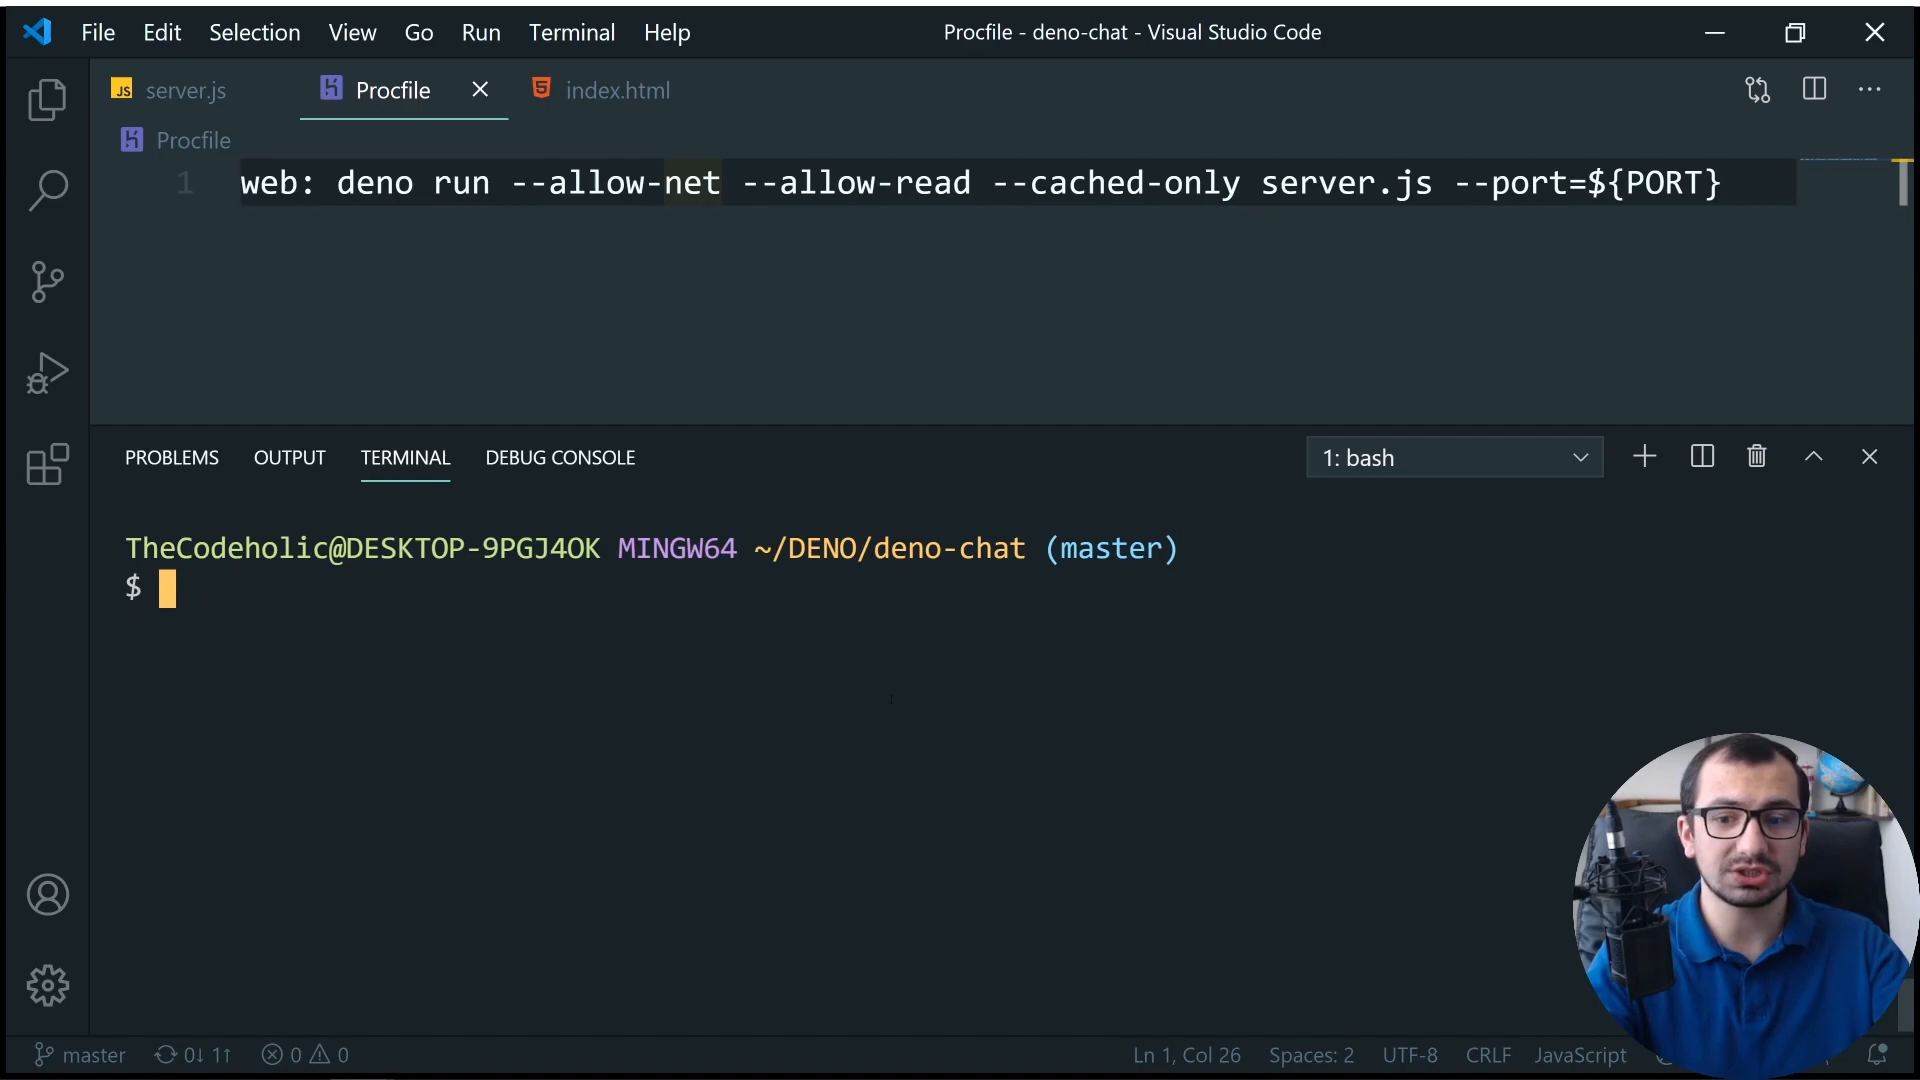 File Edit Selection View Go Run Terminal Help
Procfile - deno-chat - Visual Studio Code
JS server.js
Procfile
index.html
Procfile
1 web: deno run --allow-net --allow-read --cached-only server.js --port=${PORT}
PROBLEMS OUTPUT TERMINAL DEBUG CONSOLE
1: bash
TheCodeholic@DESKTOP-9PGJ4OK MINGW64 ~/DENO/deno-chat (master)
$
master 0↓ 1↑ 0 0
Ln 1, Col 26 Spaces: 2 UTF-8 CRLF JavaScript